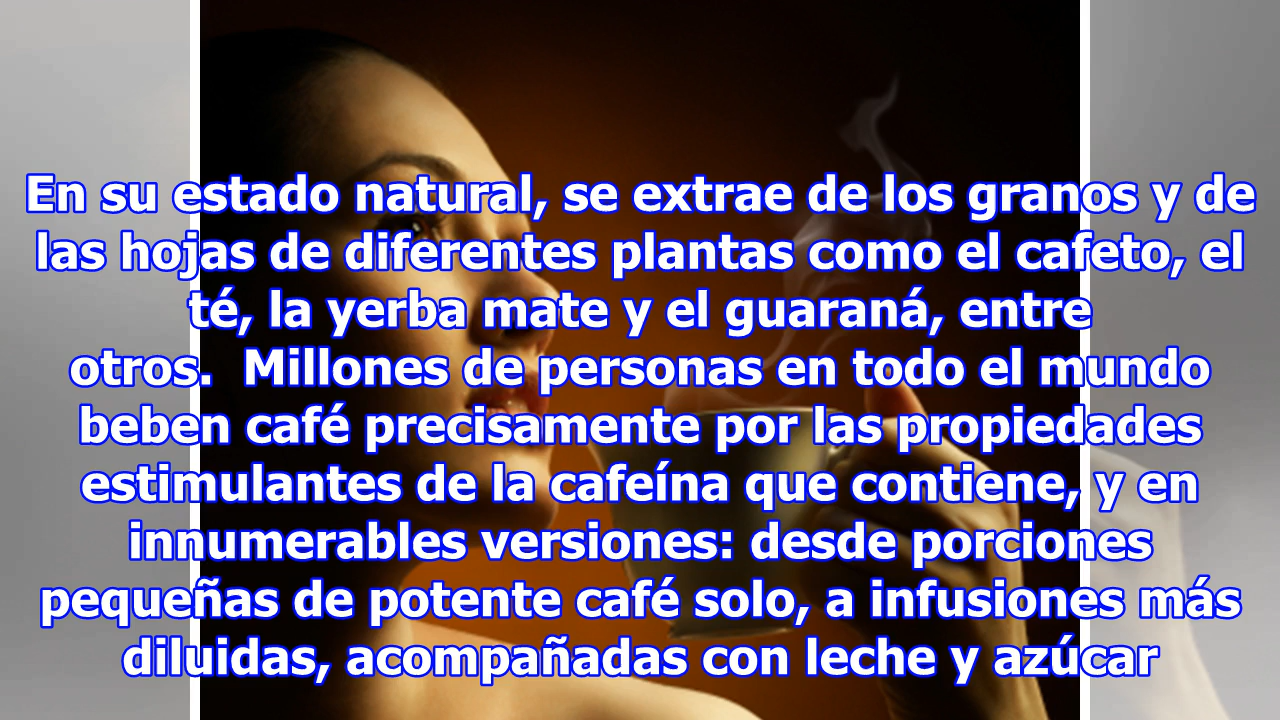 En su estado natural, se extrae de los granos y de
las hojas de diferentes plantas como el cafeto, el
té, la yerba mate y el guaraná, entre
otros.  Millones de personas en todo el mundo
beben café precisamente por las propiedades
estimulantes de la cafeína que contiene, y en
innumerables versiones: desde porciones
pequeñas de potente café solo, a infusiones más
diluidas, acompañadas con leche y azúcar